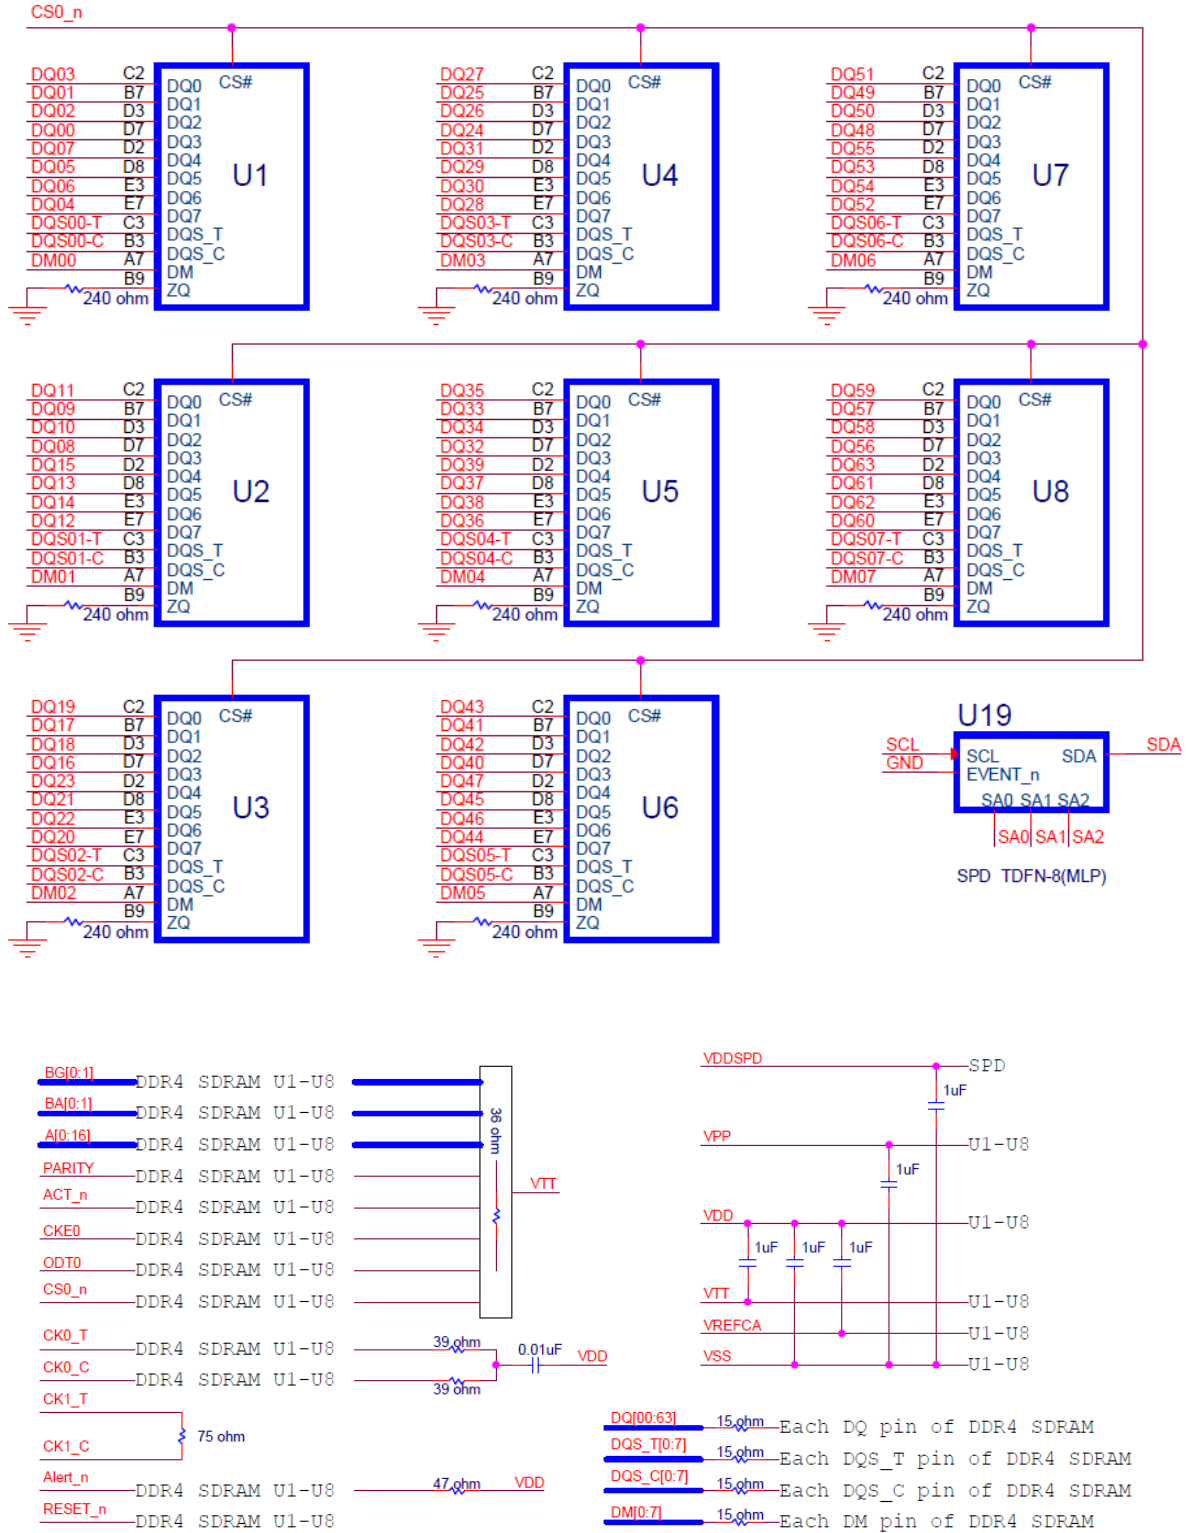 CS0_n
DQ03 C2 DQ0 CS#
DQ01 B7 DQ1
DQ02 D3 DQ2
DQ00 D7 DQ3
DQ07 D2 DQ4
DQ05 D8 DQ5
DQ06 E3 DQ6
DQ04 E7 DQ7
DQS00-T C3 DQS_T
DQS00-C B3 DQS_C
DM00 A7 DM
B9 ZQ
240 ohm
U1
DQ27 C2 DQ0 CS#
DQ25 B7 DQ1
DQ26 D3 DQ2
DQ24 D7 DQ3
DQ31 D2 DQ4
DQ29 D8 DQ5
DQ30 E3 DQ6
DQ28 E7 DQ7
DQS03-T C3 DQS_T
DQS03-C B3 DQS_C
DM03 A7 DM
B9 ZQ
240 ohm
U4
DQ51 C2 DQ0 CS#
DQ49 B7 DQ1
DQ50 D3 DQ2
DQ48 D7 DQ3
DQ55 D2 DQ4
DQ53 D8 DQ5
DQ54 E3 DQ6
DQ52 E7 DQ7
DQS06-T C3 DQS_T
DQS06-C B3 DQS_C
DM06 A7 DM
B9 ZQ
240 ohm
U7
DQ11 C2 DQ0 CS#
DQ09 B7 DQ1
DQ10 D3 DQ2
DQ08 D7 DQ3
DQ15 D2 DQ4
DQ13 D8 DQ5
DQ14 E3 DQ6
DQ12 E7 DQ7
DQS01-T C3 DQS_T
DQS01-C B3 DQS_C
DM01 A7 DM
B9 ZQ
240 ohm
U2
DQ35 C2 DQ0 CS#
DQ33 B7 DQ1
DQ34 D3 DQ2
DQ32 D7 DQ3
DQ39 D2 DQ4
DQ37 D8 DQ5
DQ38 E3 DQ6
DQ36 E7 DQ7
DQS04-T C3 DQS_T
DQS04-C B3 DQS_C
DM04 A7 DM
B9 ZQ
240 ohm
U5
DQ59 C2 DQ0 CS#
DQ57 B7 DQ1
DQ58 D3 DQ2
DQ56 D7 DQ3
DQ63 D2 DQ4
DQ61 D8 DQ5
DQ62 E3 DQ6
DQ60 E7 DQ7
DQS07-T C3 DQS_T
DQS07-C B3 DQS_C
DM07 A7 DM
B9 ZQ
240 ohm
U8
DQ19 C2 DQ0 CS#
DQ17 B7 DQ1
DQ18 D3 DQ2
DQ16 D7 DQ3
DQ23 D2 DQ4
DQ21 D8 DQ5
DQ22 E3 DQ6
DQ20 E7 DQ7
DQS02-T C3 DQS_T
DQS02-C B3 DQS_C
DM02 A7 DM
B9 ZQ
240 ohm
U3
DQ43 C2 DQ0 CS#
DQ41 B7 DQ1
DQ42 D3 DQ2
DQ40 D7 DQ3
DQ47 D2 DQ4
DQ45 D8 DQ5
DQ46 E3 DQ6
DQ44 E7 DQ7
DQS05-T C3 DQS_T
DQS05-C B3 DQS_C
DM05 A7 DM
B9 ZQ
240 ohm
U6
U19
SCL SCL SDA SDA
GND EVENT_n
SA0 SA1 SA2
SA0 SA1 SA2
SPD TDFN-8(MLP)
BG[0:1] DDR4 SDRAM U1-U8
BA[0:1] DDR4 SDRAM U1-U8
A[0:16] DDR4 SDRAM U1-U8
PARITY DDR4 SDRAM U1-U8
ACT_n DDR4 SDRAM U1-U8
CKE0 DDR4 SDRAM U1-U8
ODT0 DDR4 SDRAM U1-U8
CS0_n DDR4 SDRAM U1-U8
36 ohm
VTT
CK0_T DDR4 SDRAM U1-U8 39 ohm
0.01uF VDD
CK0_C DDR4 SDRAM U1-U8 39 ohm
CK1_T
75 ohm
CK1_C
Alert_n DDR4 SDRAM U1-U8 47 ohm VDD
RESET_n DDR4 SDRAM U1-U8
VDDSPD SPD
1uF
VPP U1-U8
1uF
VDD U1-U8
1uF 1uF 1uF
VTT U1-U8
VREFCA U1-U8
VSS U1-U8
DQ[00:63] 15 ohm Each DQ pin of DDR4 SDRAM
DQS_T[0:7] 15 ohm Each DQS_T pin of DDR4 SDRAM
DQS_C[0:7] 15 ohm Each DQS_C pin of DDR4 SDRAM
DM[0:7] 15 ohm Each DM pin of DDR4 SDRAM